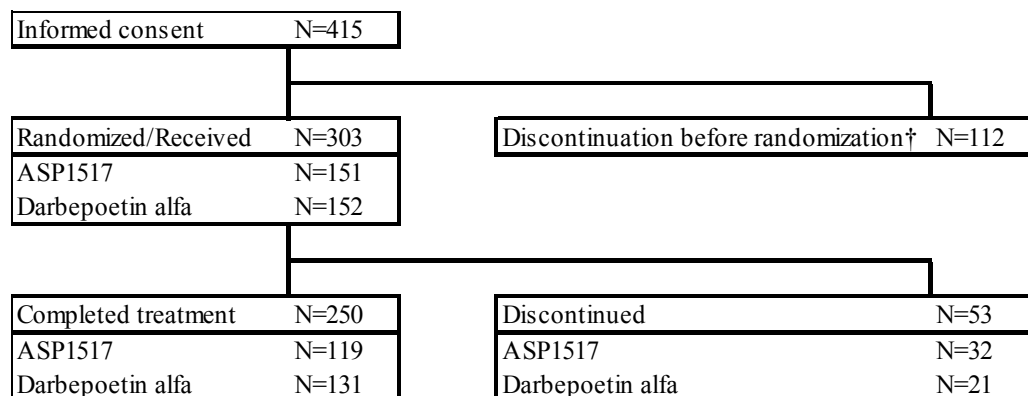 Informed consent N=415
Randomized/Received N=303
Discontinuation before randomization† N=112
ASP1517 N=151
Darbepoetin alfa N=152
Completed treatment N=250
Discontinued N=53
ASP1517 N=119
ASP1517 N=32
Darbepoetin alfa N=131
Darbepoetin alfa N=21